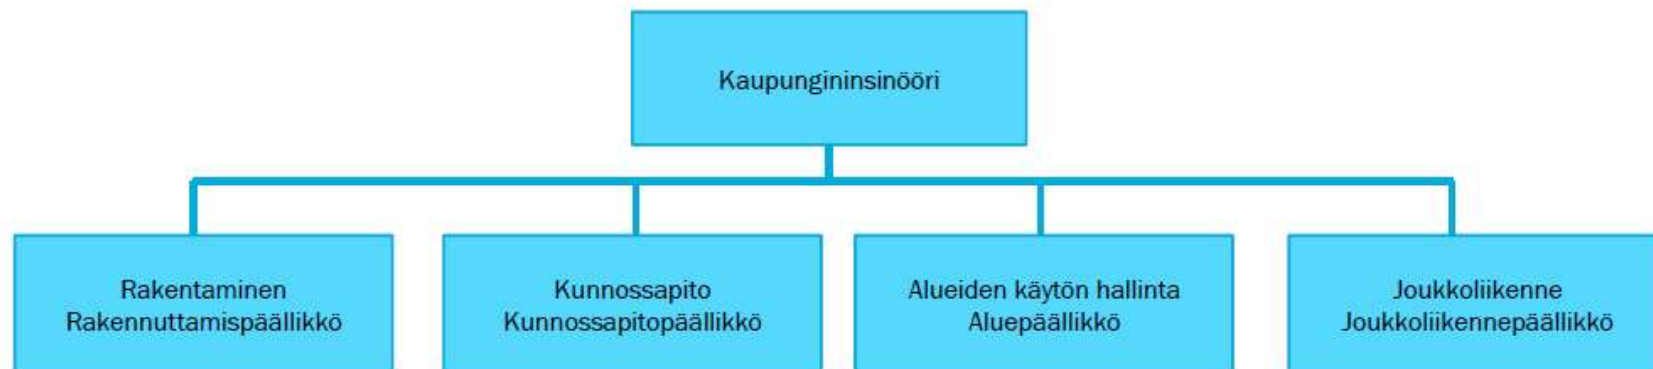 Kaupungininsinööri
Rakentaminen
Rakennuttamispäällikkö
Kunnossapito
Kunnossapitopäällikkö
Alueiden käytön hallinta
Aluepäällikkö
Joukkoliikenne
Joukkoliikennepäällikkö